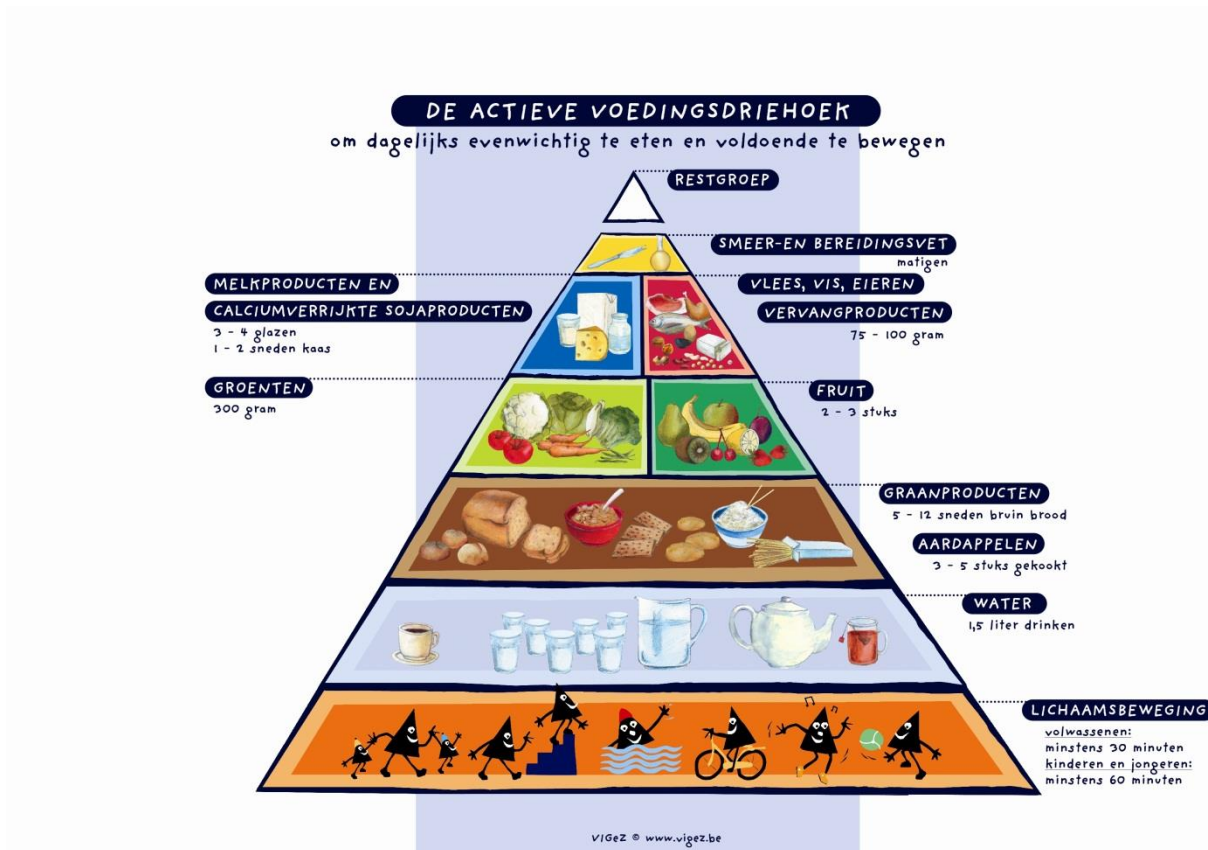 DE ACTIEVE VOEDINGSDRIEHOEK
om dagelijks evenwichtig te eten en voldoende te bewegen
RESTGROEP
SMEER-EN BEREIDINGSVET
matigen
MELKPRODUCTEN EN
CALCIUMVERRIJKTE SOJAPRODUCTEN
3 - 4 glazen
1 - 2 sneden kaas
VLEES, VIS, EIEREN
VERVANGPRODUCTEN
75 - 100 gram
GROENTEN
300 gram
FRUIT
2 - 3 stuks
GRAANPRODUCTEN
5 - 12 sneden bruin brood
AARDAPPELEN
3 - 5 stuks gekookt
WATER
1,5 liter drinken
LICHAAMSBEWEGING
volwassenen:
minstens 30 minuten
kinderen en jongeren:
minstens 60 minuten
VIGeZ © www.vigez.be